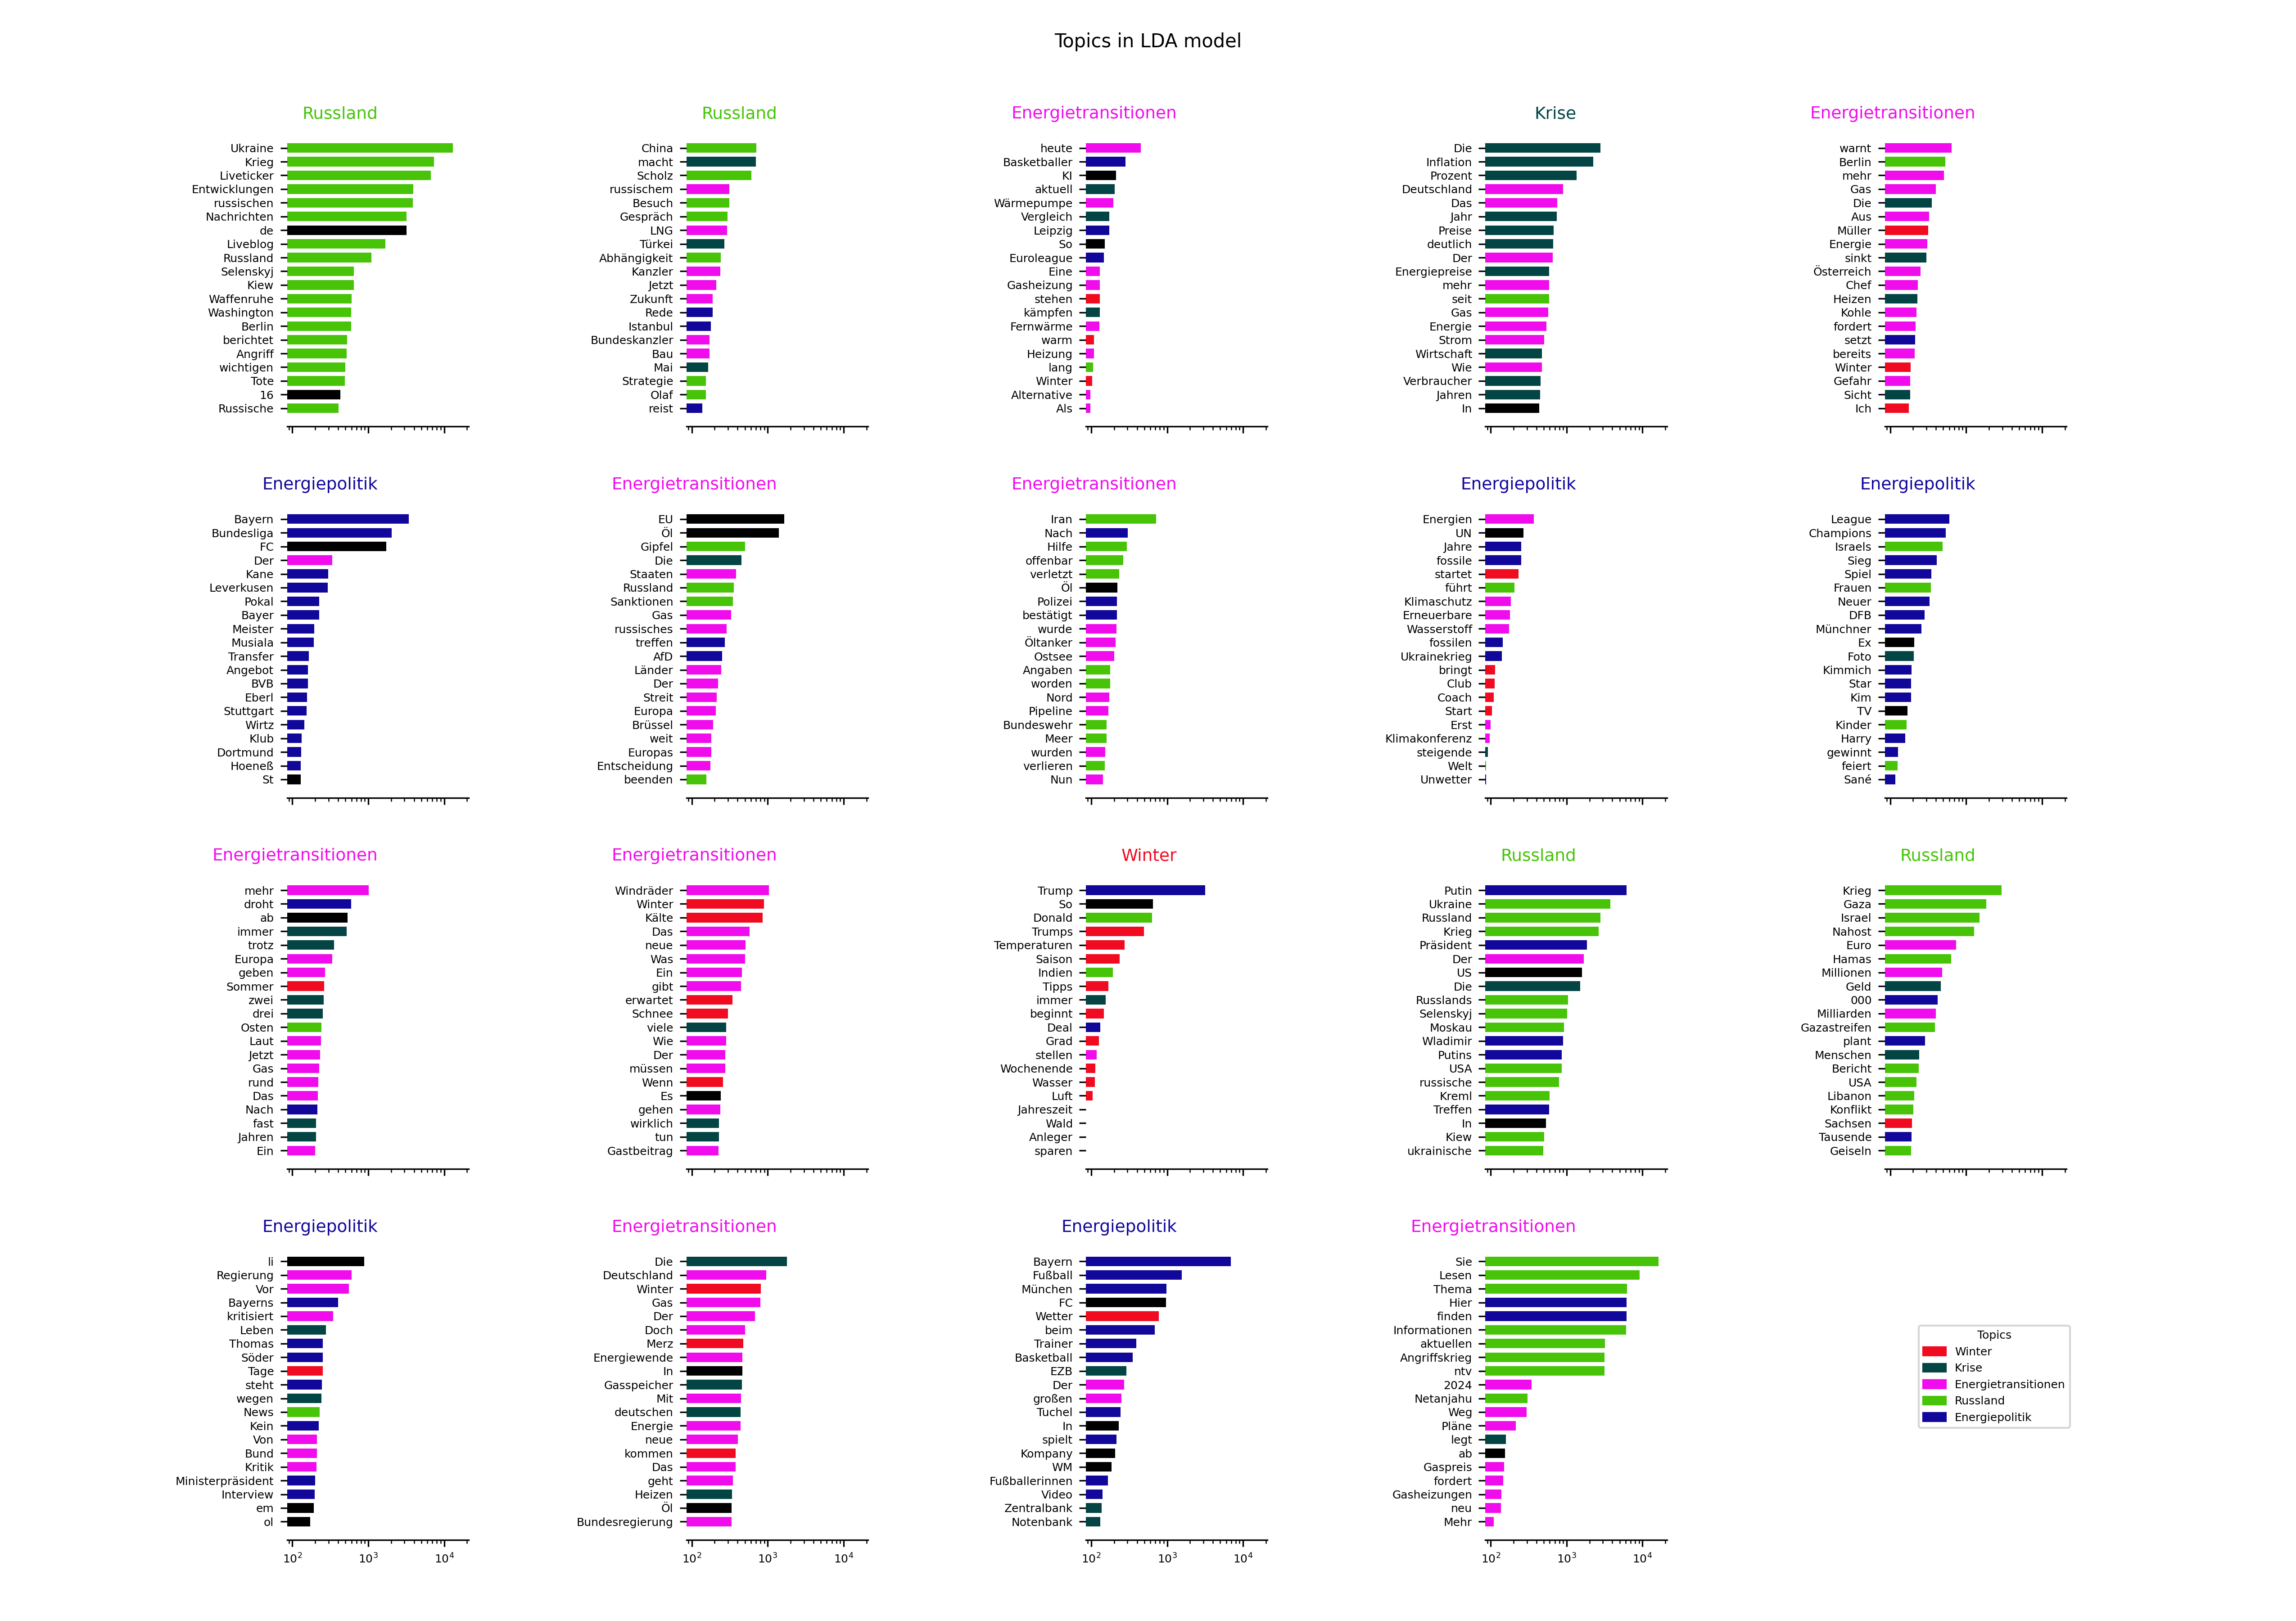 Topics in LDA model
Russland
Ukraine
Krieg
Liveticker
Entwicklungen
russischen
Nachrichten
de
Liveblog
Russland
Selenskyj
Kiew
Waffenruhe
Washington
Berlin
berichtet
Angriff
wichtigen
Tote
16
Russische
Russland
China
macht
Scholz
russischem
Besuch
Gespräch
LNG
Türkei
Abhängigkeit
Kanzler
Jetzt
Zukunft
Rede
Istanbul
Bundeskanzler
Bau
Mai
Strategie
Olaf
reist
Energietransitionen
heute
Basketballer
KI
aktuell
Wärmepumpe
Vergleich
Leipzig
So
Euroleague
Eine
Gasheizung
stehen
kämpfen
Fernwärme
warm
Heizung
lang
Winter
Alternative
Als
Krise
Die
Inflation
Prozent
Deutschland
Das
Jahr
Preise
deutlich
Der
Energiepreise
mehr
seit
Gas
Energie
Strom
Wirtschaft
Wie
Verbraucher
Jahren
In
Energietransitionen
warnt
Berlin
mehr
Gas
Die
Aus
Müller
Energie
sinkt
Österreich
Chef
Heizen
Kohle
fordert
setzt
bereits
Winter
Gefahr
Sicht
Ich
Energiepolitik
Bayern
Bundesliga
FC
Der
Kane
Leverkusen
Pokal
Bayer
Meister
Musiala
Transfer
Angebot
BVB
Eberl
Stuttgart
Wirtz
Klub
Dortmund
Hoeneß
St
Energietransitionen
EU
Öl
Gipfel
Die
Staaten
Russland
Sanktionen
Gas
russisches
treffen
AfD
Länder
Der
Streit
Europa
Brüssel
weit
Europas
Entscheidung
beenden
Energietransitionen
Iran
Nach
Hilfe
offenbar
verletzt
Öl
Polizei
bestätigt
wurde
Öltanker
Ostsee
Angaben
worden
Nord
Pipeline
Bundeswehr
Meer
wurden
verlieren
Nun
Energiepolitik
Energien
UN
Jahre
fossile
startet
führt
Klimaschutz
Erneuerbare
Wasserstoff
fossilen
Ukrainekrieg
bringt
Club
Coach
Start
Erst
Klimakonferenz
steigende
Welt
Unwetter
Energiepolitik
League
Champions
Israels
Sieg
Spiel
Frauen
Neuer
DFB
Münchner
Ex
Foto
Kimmich
Star
Kim
TV
Kinder
Harry
gewinnt
feiert
Sané
Energietransitionen
mehr
droht
ab
immer
trotz
Europa
geben
Sommer
zwei
drei
Osten
Laut
Jetzt
Gas
rund
Das
Nach
fast
Jahren
Ein
Energietransitionen
Windräder
Winter
Kälte
Das
neue
Was
Ein
gibt
erwartet
Schnee
viele
Wie
Der
müssen
Wenn
Es
gehen
wirklich
tun
Gastbeitrag
Winter
Trump
So
Donald
Trumps
Temperaturen
Saison
Indien
Tipps
immer
beginnt
Deal
Grad
stellen
Wochenende
Wasser
Luft
Jahreszeit
Wald
Anleger
sparen
Russland
Putin
Ukraine
Russland
Krieg
Präsident
Der
US
Die
Russlands
Selenskyj
Moskau
Wladimir
Putins
USA
russische
Kreml
Treffen
In
Kiew
ukrainische
Russland
Krieg
Gaza
Israel
Nahost
Euro
Hamas
Millionen
Geld
000
Milliarden
Gazastreifen
plant
Menschen
Bericht
USA
Libanon
Konflikt
Sachsen
Tausende
Geiseln
Energiepolitik
li
Regierung
Vor
Bayerns
kritisiert
Leben
Thomas
Söder
Tage
steht
wegen
News
Kein
Von
Bund
Kritik
Ministerpräsident
Interview
em
ol
10² 10³ 10⁴
Energietransitionen
Die
Deutschland
Winter
Gas
Der
Doch
Merz
Energiewende
In
Gasspeicher
Mit
deutschen
Energie
neue
kommen
Das
geht
Heizen
Öl
Bundesregierung
10² 10³ 10⁴
Energiepolitik
Bayern
Fußball
München
FC
Wetter
beim
Trainer
Basketball
EZB
Der
großen
Tuchel
In
spielt
Kompany
WM
Fußballerinnen
Video
Zentralbank
Notenbank
10² 10³ 10⁴
Energietransitionen
Sie
Lesen
Thema
Hier
finden
Informationen
aktuellen
Angriffskrieg
ntv
2024
Netanjahu
Weg
Pläne
legt
ab
Gaspreis
fordert
Gasheizungen
neu
Mehr
10² 10³ 10⁴
Topics
Winter
Krise
Energietransitionen
Russland
Energiepolitik